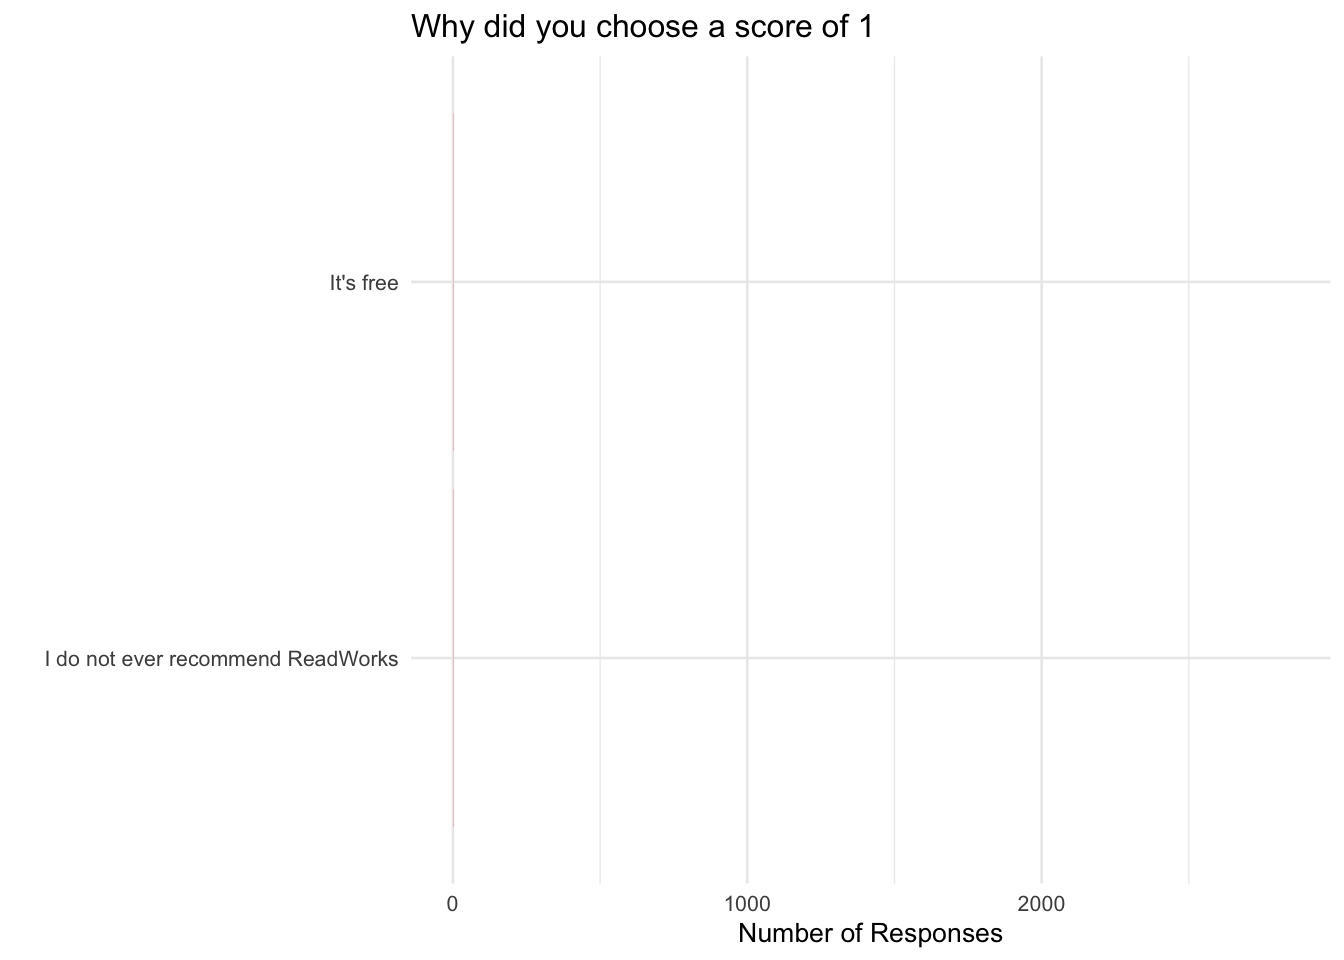 Why did you choose a score of 1
It's free
I do not ever recommend ReadWorks
0 1000 2000
Number of Responses